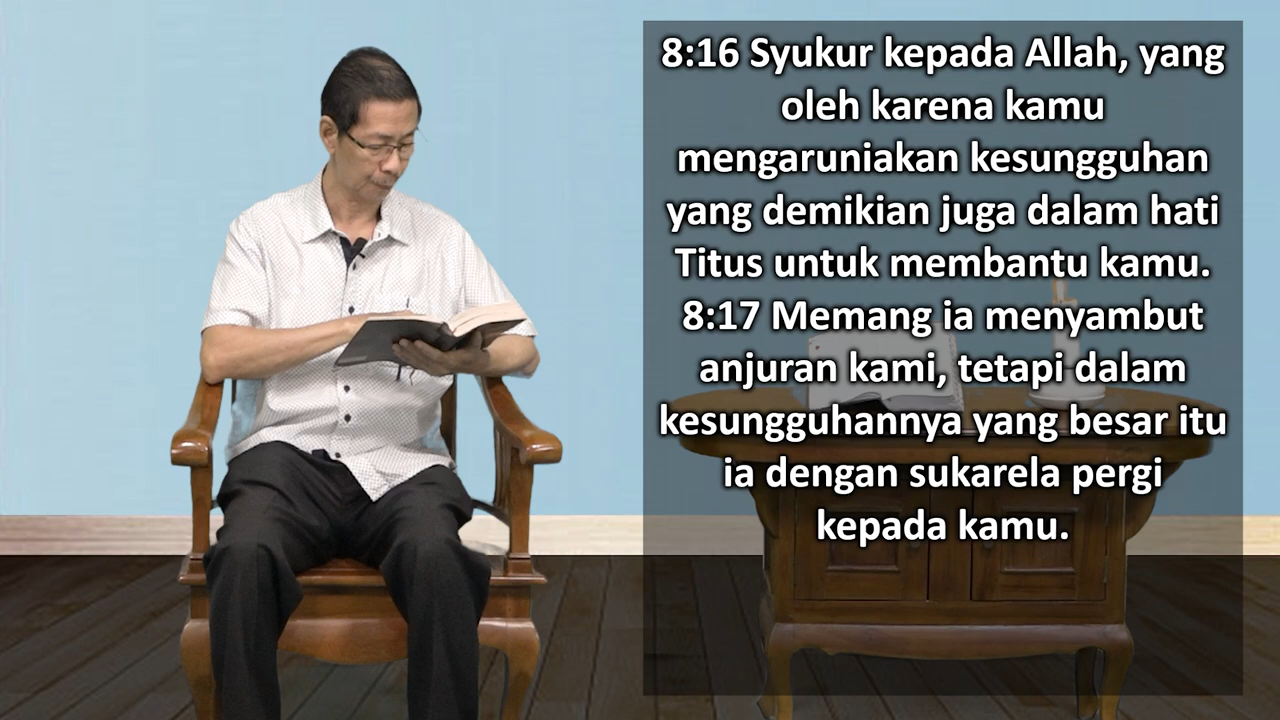 8:16 Syukur kepada Allah, yang
oleh karena kamu
mengaruniakan kesungguhan
yang demikian juga dalam hati
Titus untuk membantu kamu.
8:17 Memang ia menyambut
anjuran kami, tetapi dalam
kesungguhannya yang besar itu
ia dengan sukarela pergi
kepada kamu.